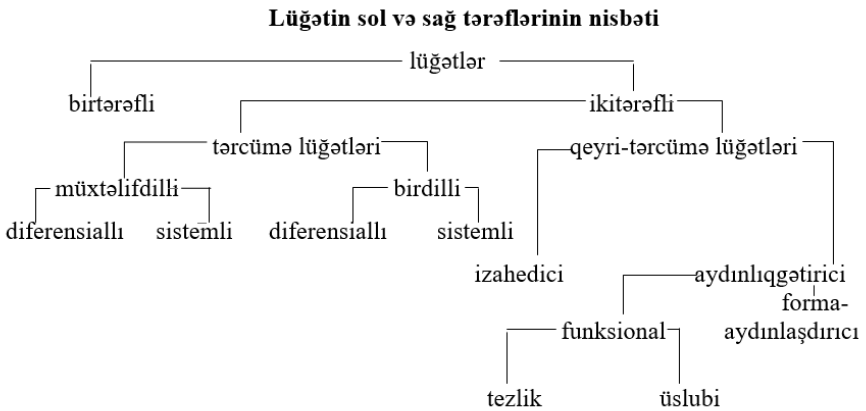 Lüğətin sol və sağ tərəflərinin nisbəti
lüğətlər
birtərəfli ikitərəfli
tərcümə lüğətləri qeyri-tərcümə lüğətləri
müxtəlifdilli birdilli
diferensiallı sistemli diferensiallı sistemli
izahedici aydınlıqgətirici
forma-
funksional aydınlaşdırıcı
tezlik üslubi